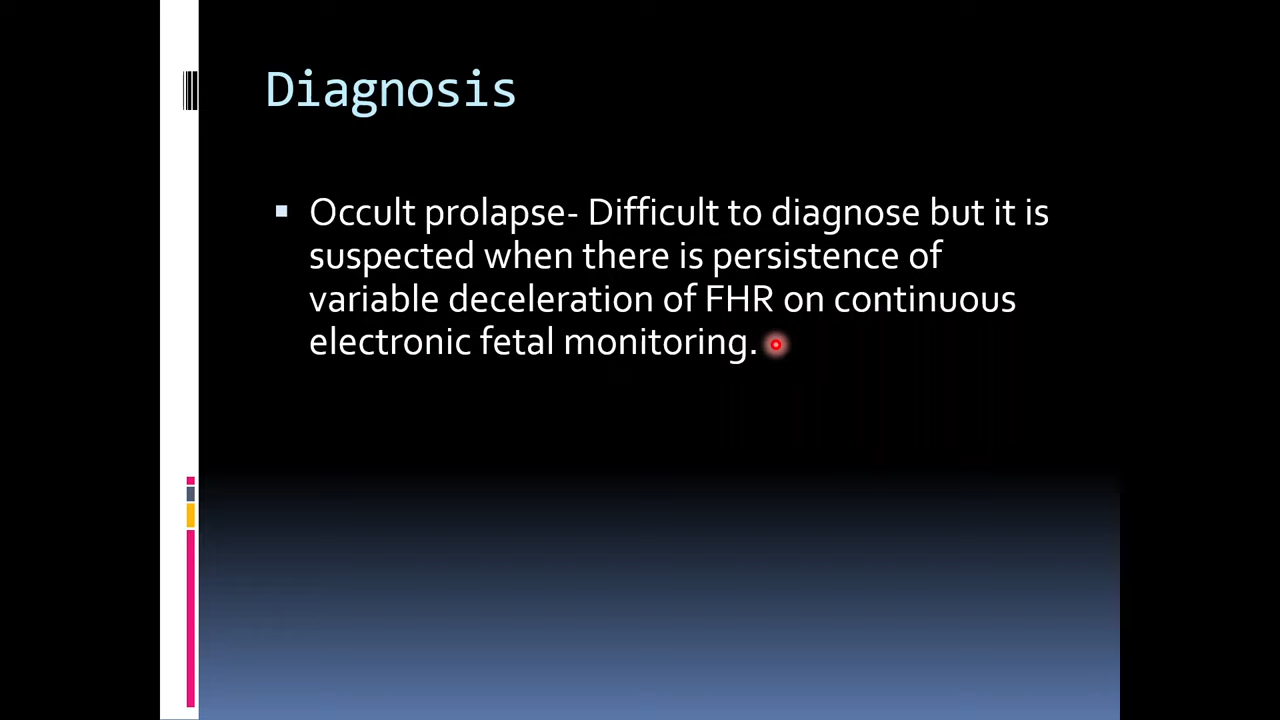 Diagnosis
Occult prolapse- Difficult to diagnose but it is
suspected when there is persistence of
variable deceleration of FHR on continuous
electronic fetal monitoring.